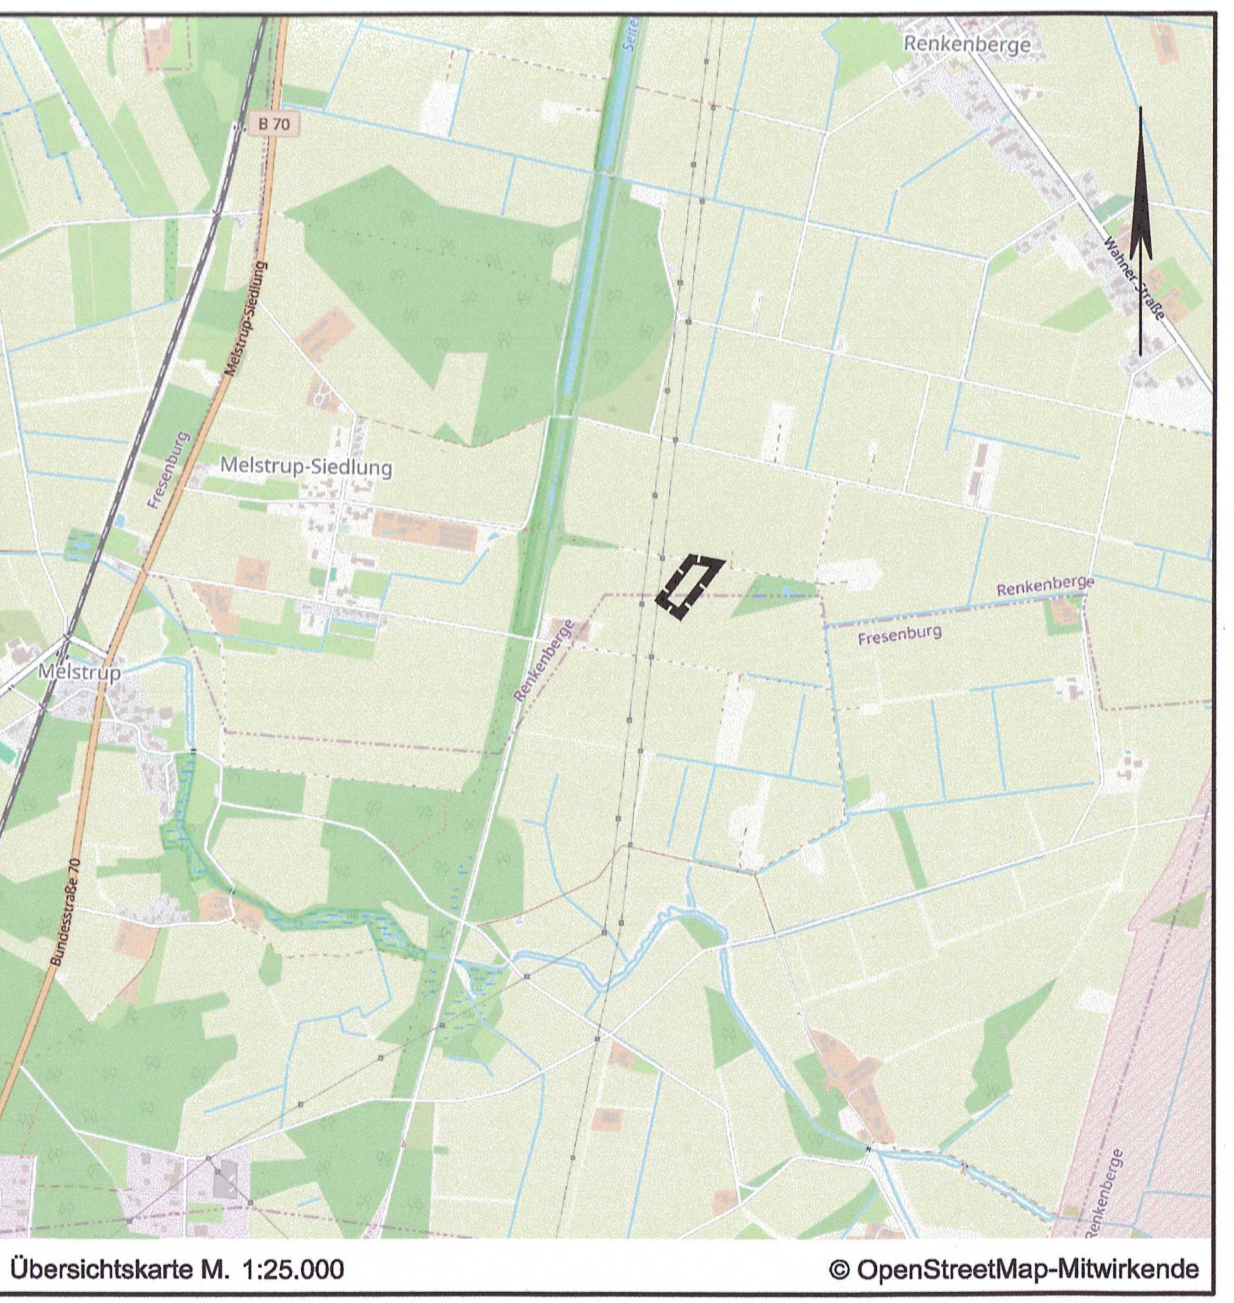 Seiter
Renkenberge
B 70
Wahner Straße
Melstrup-Siedlung
Fresenburg
Melstrup-Siedlung
Renkenberge
Fresenburg
Renkenberge
Melstrup
Bundesstraße 70
Renkenberge
Übersichtskarte M. 1:25.000
© OpenStreetMap-Mitwirkende